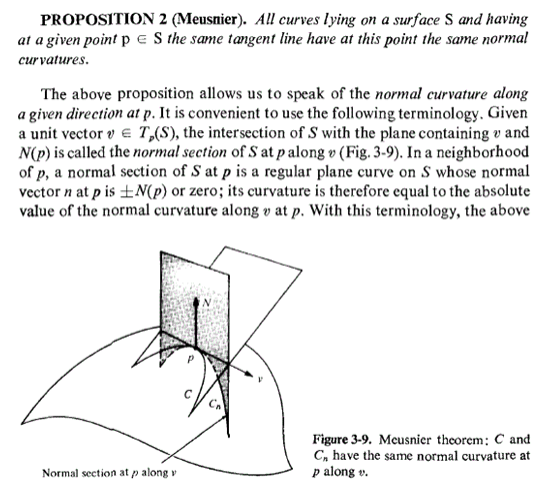 PROPOSITION 2 (Meusnier). All curves lying on a surface S and having
at a given point p ∈ S the same tangent line have at this point the same normal
curvatures.
The above proposition allows us to speak of the normal curvature along
a given direction at p. It is convenient to use the following terminology. Given
a unit vector v ∈ Tp(S), the intersection of S with the plane containing v and
N(p) is called the normal section of S at p along v (Fig. 3-9). In a neighborhood
of p, a normal section of S at p is a regular plane curve on S whose normal
vector n at p is ±N(p) or zero; its curvature is therefore equal to the absolute
value of the normal curvature along v at p. With this terminology, the above
N
p
v
C
Cn
Normal section at p along v
Figure 3-9. Meusnier theorem: C and
Cn have the same normal curvature at
p along v.